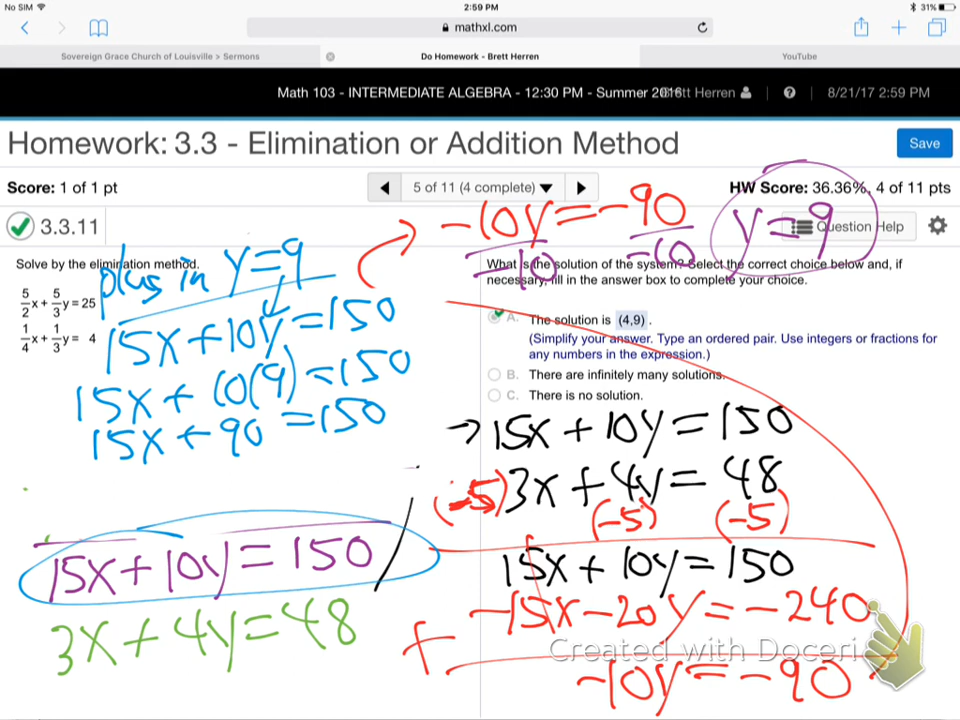 No SIM 2:59 PM 31%
mathxl.com
Sovereign Grace Church of Louisville > Sermons Do Homework - Brett Herren YouTube
Math 103 - INTERMEDIATE ALGEBRA - 12:30 PM - Summer 2016 Brett Herren 8/21/17 2:59 PM
Homework: 3.3 - Elimination or Addition Method Save
Score: 1 of 1 pt 5 of 11 (4 complete) HW Score: 36.36%, 4 of 11 pts
3.3.11 Question Help
-10y=-90
-10 -10
y=9
Solve by the elimination method.
5/2x+5/3y=25
1/4x+1/3y= 4
plus in y=9
15x+10y=150
15x+10(9)=150
15x+90=150
What is the solution of the system? Select the correct choice below and, if
necessary, fill in the answer box to complete your choice.
A. The solution is (4,9).
(Simplify your answer. Type an ordered pair. Use integers or fractions for
any numbers in the expression.)
B. There are infinitely many solutions.
C. There is no solution.
→15x+10y=150
(-5)3x+4y=48
(-5) (-5)
15x+10y=150
-15x-20y=-240
+
-10y=-90
15x+10y=150
3x+4y=48
Created with Doceri